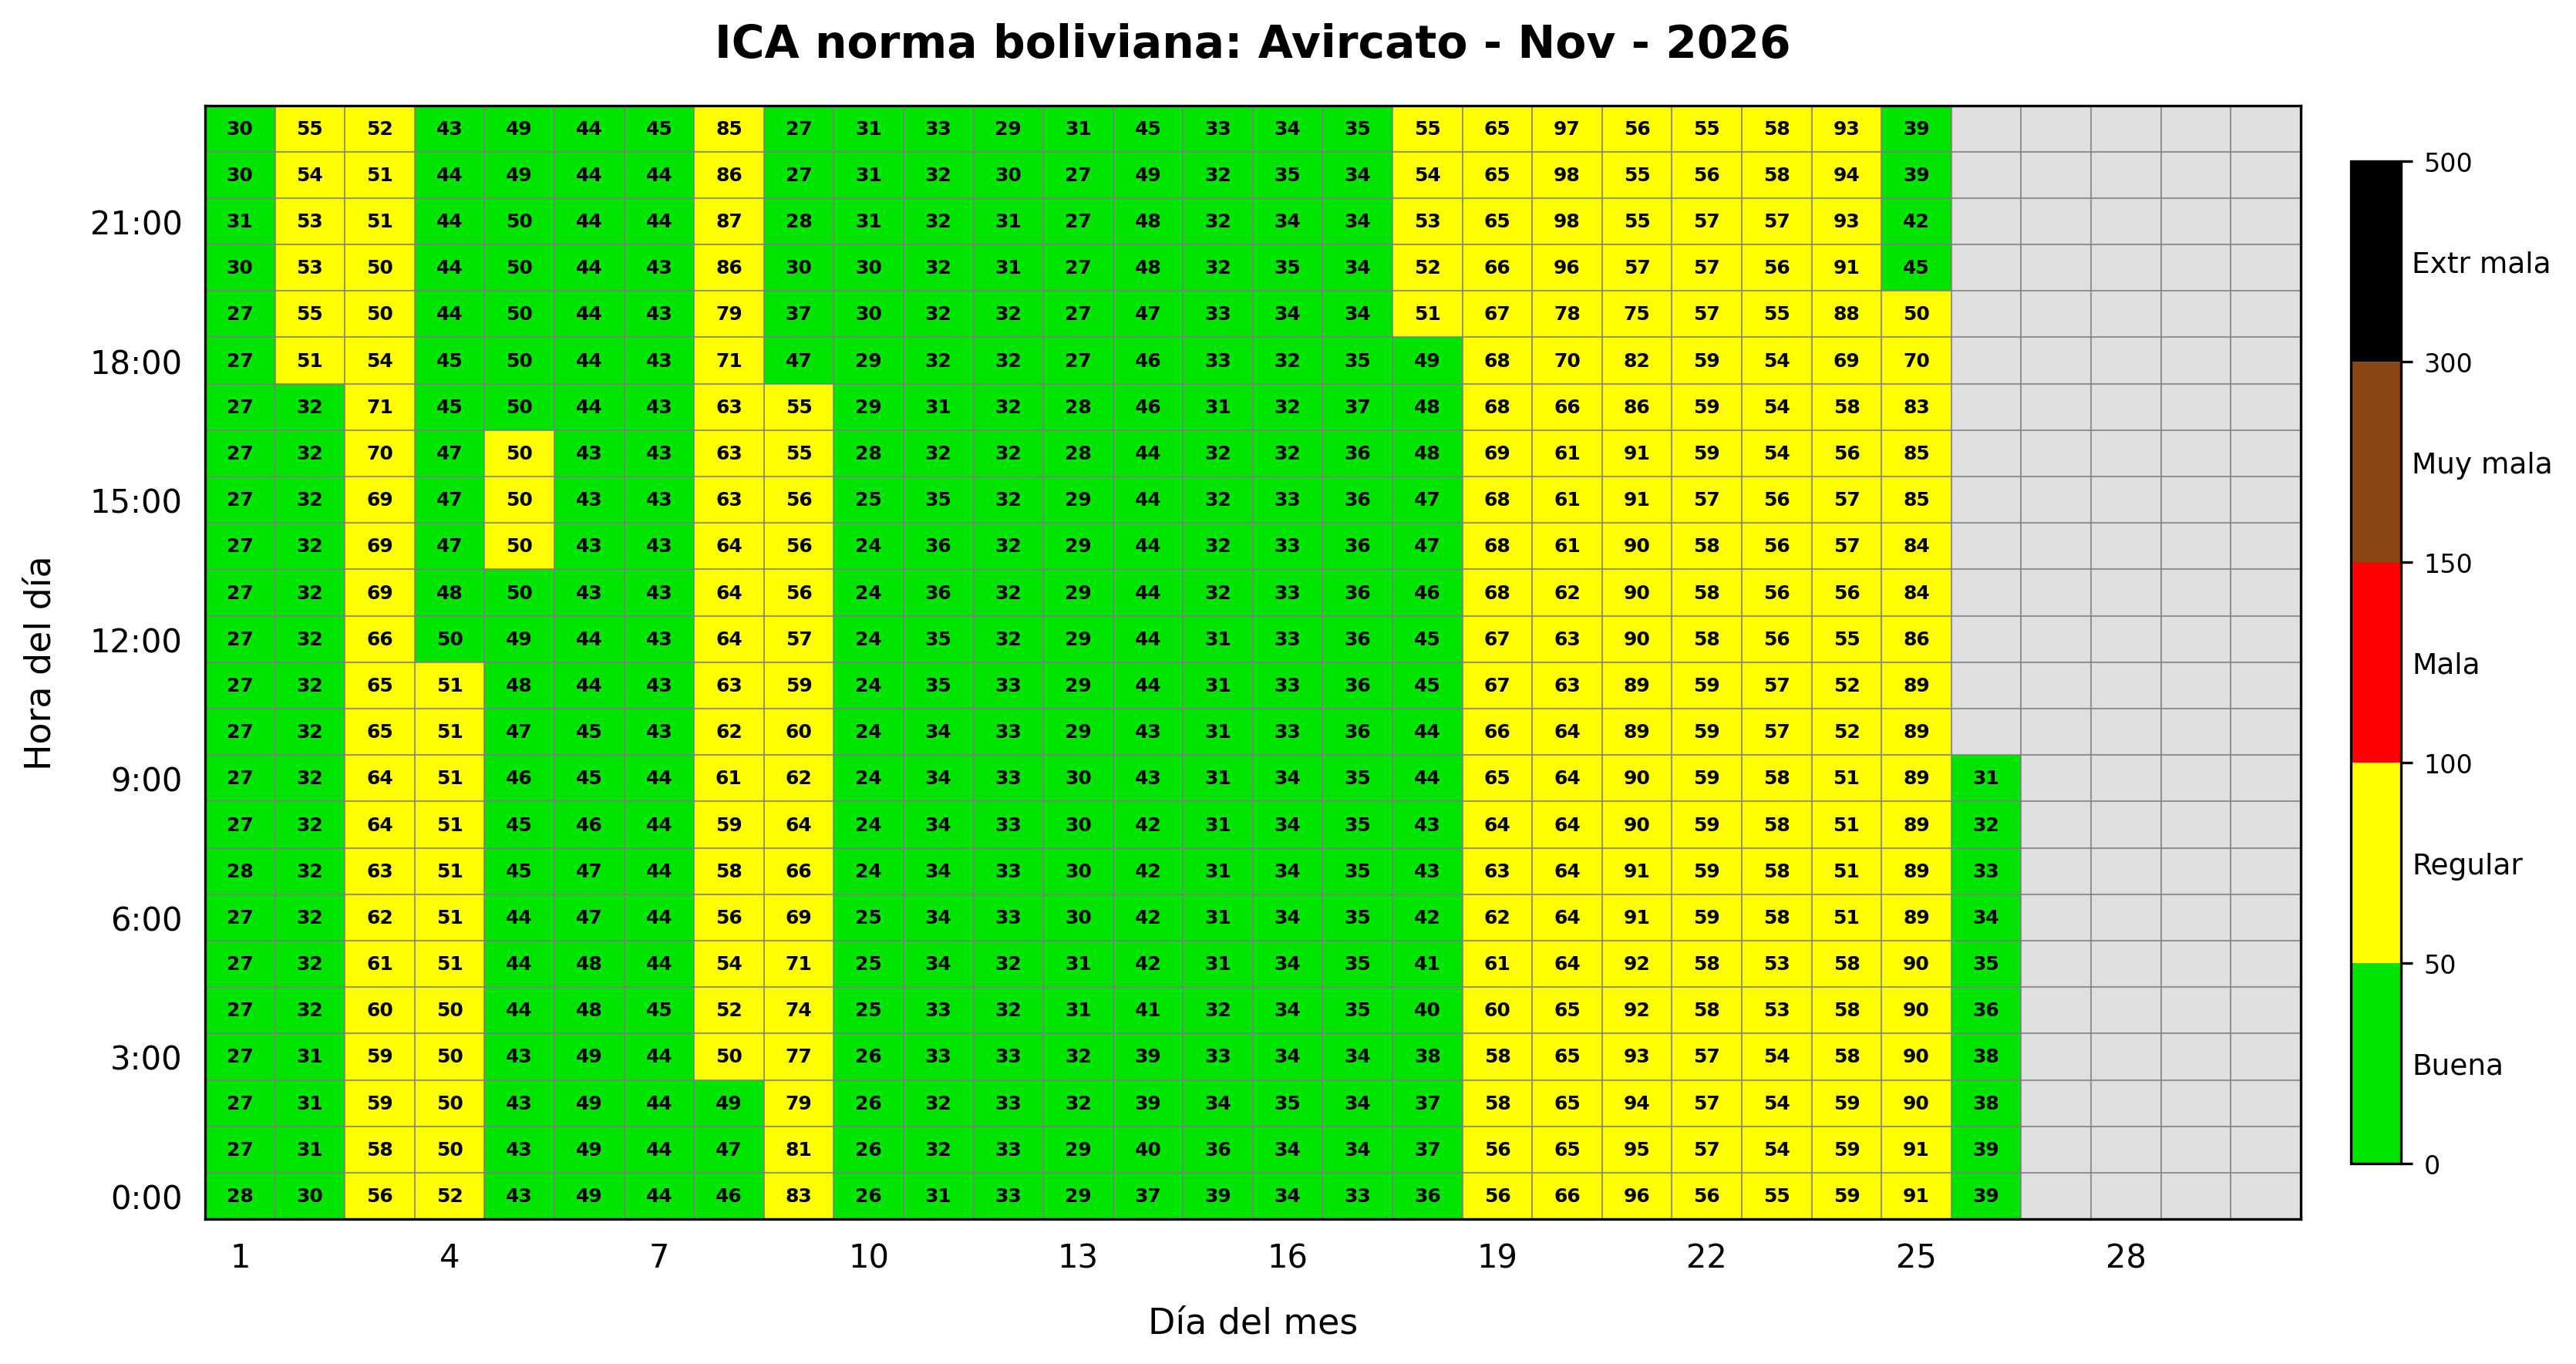 ICA norma boliviana: Avircato - Nov - 2026
30 55 52 43 49 44 45 85 27 31 33 29 31 45 33 34 35 55 65 97 56 55 58 93 39
30 54 51 44 49 44 44 86 27 31 32 30 27 49 32 35 34 54 65 98 55 56 58 94 39
21:00 31 53 51 44 50 44 44 87 28 31 32 31 27 48 32 34 34 53 65 98 55 57 57 93 42
30 53 50 44 50 44 43 86 30 30 32 31 27 48 32 35 34 52 66 96 57 57 56 91 45
27 55 50 44 50 44 43 79 37 30 32 32 27 47 33 34 34 51 67 78 75 57 55 88 50
18:00 27 51 54 45 50 44 43 71 47 29 32 32 27 46 33 32 35 49 68 70 82 59 54 69 70
27 32 71 45 50 44 43 63 55 29 31 32 28 46 31 32 37 48 68 66 86 59 54 58 83
27 32 70 47 50 43 43 63 55 28 32 32 28 44 32 32 36 48 69 61 91 59 54 56 85
15:00 27 32 69 47 50 43 43 63 56 25 35 32 29 44 32 33 36 47 68 61 91 57 56 57 85
27 32 69 47 50 43 43 64 56 24 36 32 29 44 32 33 36 47 68 61 90 58 56 57 84
27 32 69 48 50 43 43 64 56 24 36 32 29 44 32 33 36 46 68 62 90 58 56 56 84
12:00 27 32 66 50 49 44 43 64 57 24 35 32 29 44 31 33 36 45 67 63 90 58 56 55 86
27 32 65 51 48 44 43 63 59 24 35 33 29 44 31 33 36 45 67 63 89 59 57 52 89
27 32 65 51 47 45 43 62 60 24 34 33 29 43 31 33 36 44 66 64 89 59 57 52 89
9:00 27 32 64 51 46 45 44 61 62 24 34 33 30 43 31 34 35 44 65 64 90 59 58 51 89 31
27 32 64 51 45 46 44 59 64 24 34 33 30 42 31 34 35 43 64 64 90 59 58 51 89 32
28 32 63 51 45 47 44 58 66 24 34 33 30 42 31 34 35 43 63 64 91 59 58 51 89 33
6:00 27 32 62 51 44 47 44 56 69 25 34 33 30 42 31 34 35 42 62 64 91 59 58 51 89 34
27 32 61 51 44 48 44 54 71 25 34 32 31 42 31 34 35 41 61 64 92 58 53 58 90 35
27 32 60 50 44 48 45 52 74 25 33 32 31 41 32 34 35 40 60 65 92 58 53 58 90 36
3:00 27 31 59 50 43 49 44 50 77 26 33 33 32 39 33 34 34 38 58 65 93 57 54 58 90 38
27 31 59 50 43 49 44 49 79 26 32 33 32 39 34 35 34 37 58 65 94 57 54 59 90 38
27 31 58 50 43 49 44 47 81 26 32 33 29 40 36 34 34 37 56 65 95 57 54 59 91 39
0:00 28 30 56 52 43 49 44 46 83 26 31 33 29 37 39 34 33 36 56 66 96 56 55 59 91 39
1 4 7 10 13 16 19 22 25 28
Día del mes
Hora del día
500
Extr mala
300
Muy mala
150
Mala
100
Regular
50
Buena
0